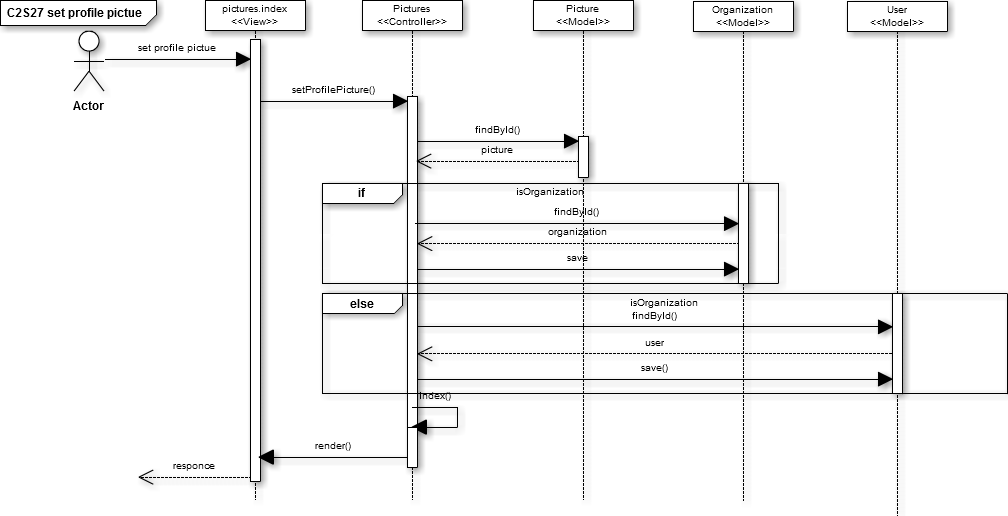 C2S27 set profile pictue
pictures.index
<<View>>
Pictures
<<Controller>>
Picture
<<Model>>
Organization
<<Model>>
User
<<Model>>
Actor
set profile pictue
setProfilePicture()
findById()
picture
if
isOrganization
findById()
organization
save
else
isOrganization
findById()
user
save()
index()
render()
responce